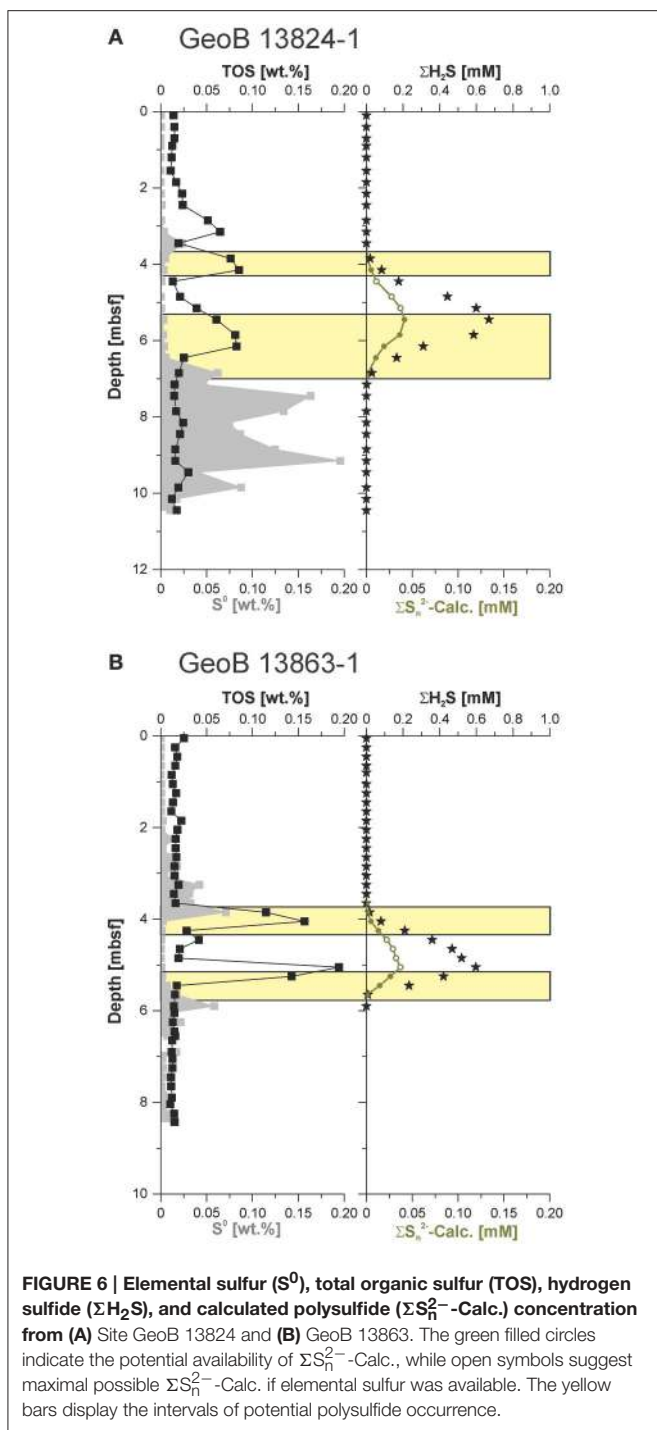 A GeoB 13824-1
TOS [wt.%] ΣH₂S [mM]
0 0.05 0.10 0.15 0.20 0 0.2 0.4 0.6 0.8 1.0
0
2
4
6
8
10
12
Depth [mbsf]
0 0.05 0.10 0.15 0.20 0 0.05 0.10 0.15 0.20
S⁰ [wt.%] ΣSₙ²⁻-Calc. [mM]
B GeoB 13863-1
TOS [wt.%] ΣH₂S [mM]
0 0.05 0.10 0.15 0.20 0 0.2 0.4 0.6 0.8 1.0
0
2
4
6
8
10
Depth [mbsf]
0 0.05 0.10 0.15 0.20 0 0.05 0.10 0.15 0.20
S⁰ [wt.%] ΣSₙ²⁻-Calc. [mM]
FIGURE 6 | Elemental sulfur (S⁰), total organic sulfur (TOS), hydrogen
sulfide (ΣH₂S), and calculated polysulfide (ΣSₙ²⁻-Calc.) concentration
from (A) Site GeoB 13824 and (B) GeoB 13863. The green filled circles
indicate the potential availability of ΣSₙ²⁻-Calc., while open symbols suggest
maximal possible ΣSₙ²⁻-Calc. if elemental sulfur was available. The yellow
bars display the intervals of potential polysulfide occurrence.